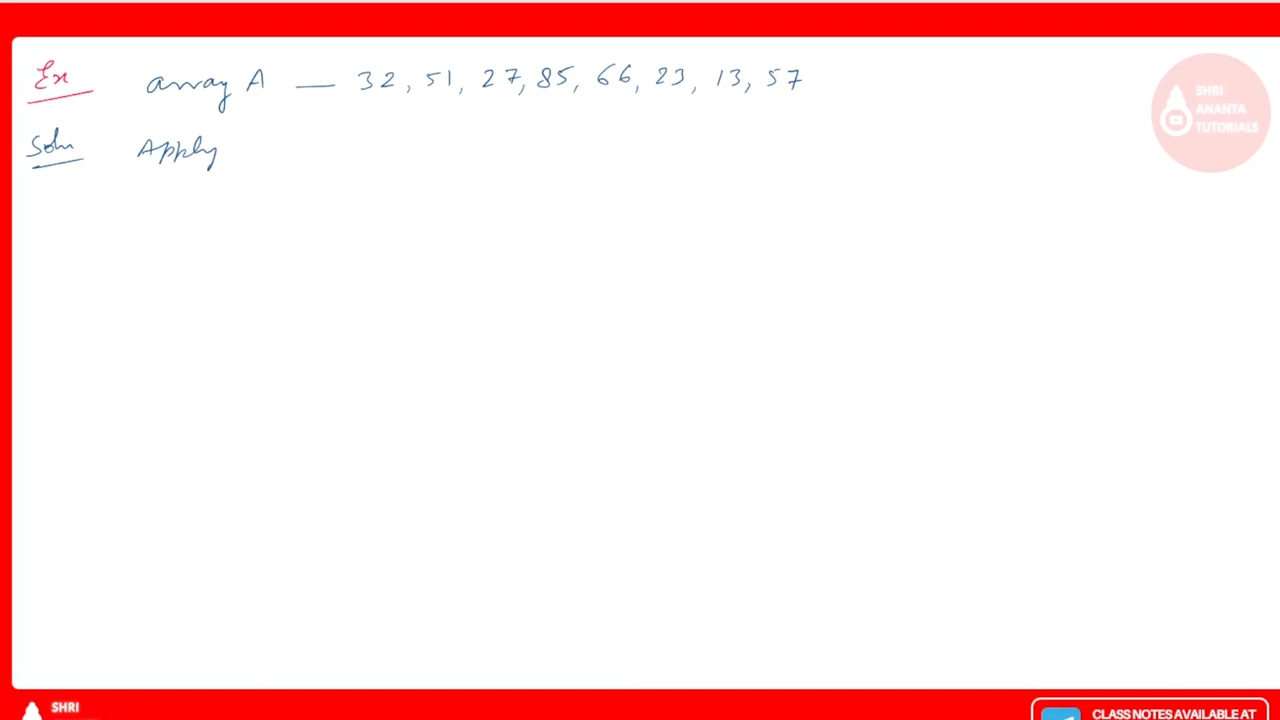 Ex array A — 32, 51, 27, 85, 66, 23, 13, 57
Soln Apply
SHRI
ANANTA
TUTORIALS
SHRI
CLASS NOTES AVAILABLE AT